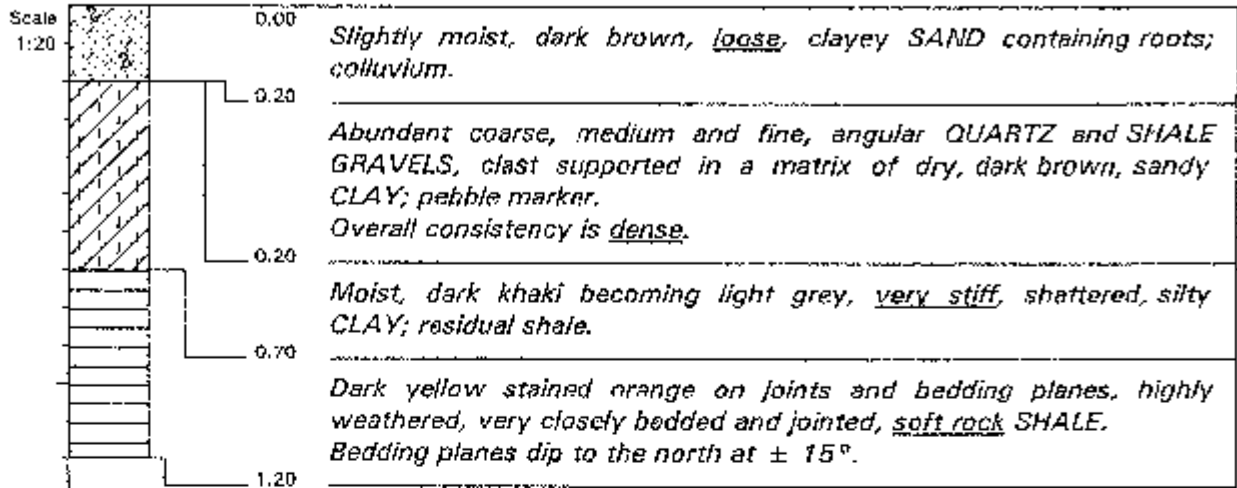 Scale
1:20
0.00
Slightly moist, dark brown, loose, clayey SAND containing roots;
colluvium.
0.20
Abundant coarse, medium and fine, angular QUARTZ and SHALE
GRAVELS, clast supported in a matrix of dry, dark brown, sandy
CLAY; pebble marker.
Overall consistency is dense.
0.20
Moist, dark khaki becoming light grey, very stiff, shattered, silty
CLAY; residual shale.
0.70
Dark yellow stained orange on joints and bedding planes, highly
weathered, very closely bedded and jointed, soft rock SHALE.
Bedding planes dip to the north at ± 15°.
1.20